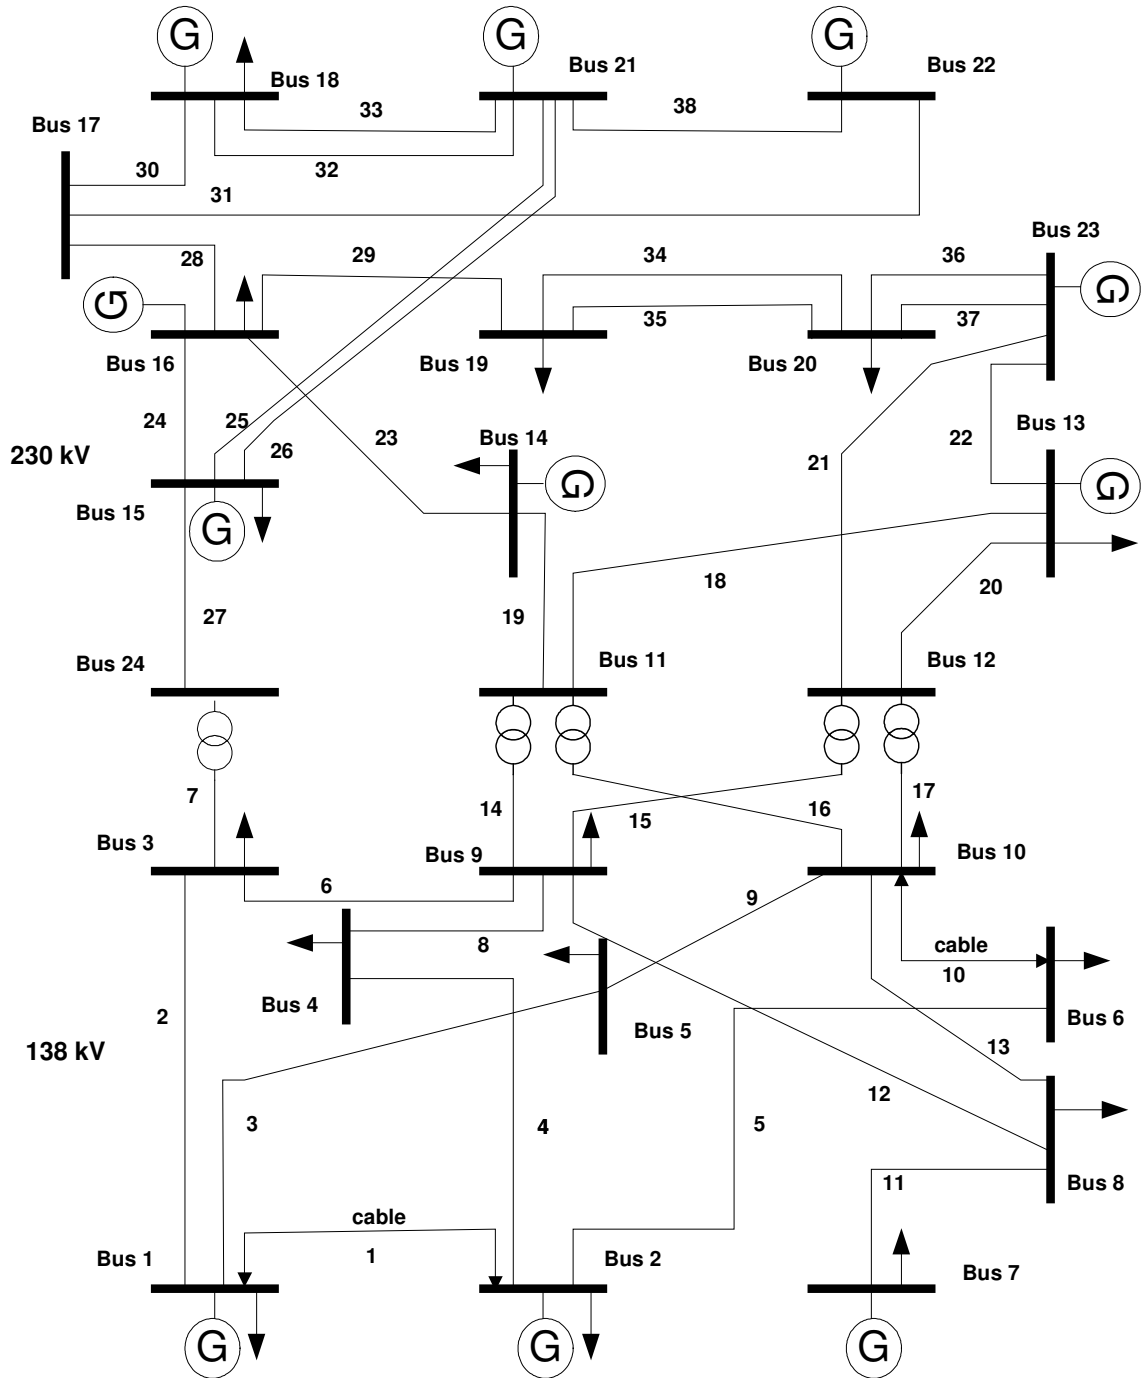 G
G
G
Bus 18
Bus 21
Bus 22
33
38
Bus 17
30
32
31
28
29
34
Bus 23
36
G
G
35
37
Bus 16
Bus 19
Bus 20
24
25
26
23
Bus 14
21
22
Bus 13
230 kV
G
G
Bus 15
G
18
20
27
19
Bus 24
Bus 11
Bus 12
7
14
15
16
17
Bus 3
Bus 9
Bus 10
6
9
8
cable
10
Bus 4
Bus 5
Bus 6
2
138 kV
13
12
3
4
5
11
Bus 8
cable
1
Bus 1
Bus 2
Bus 7
G
G
G